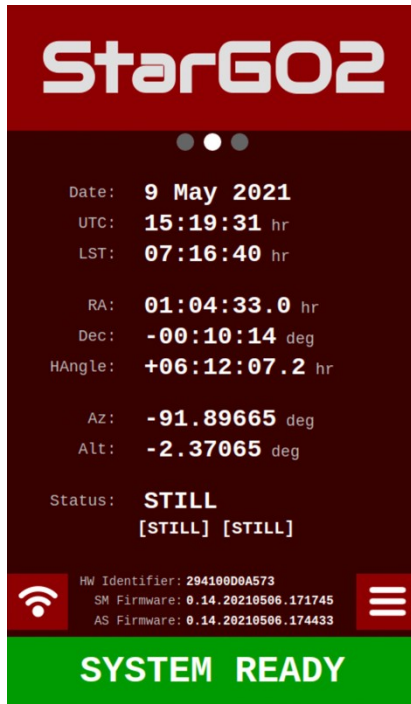 StarGO2
Date: 9 May 2021
UTC: 15:19:31 hr
LST: 07:16:40 hr
RA: 01:04:33.0 hr
Dec: -00:10:14 deg
HAngle: +06:12:07.2 hr
Az: -91.89665 deg
Alt: -2.37065 deg
Status: STILL
[STILL] [STILL]
HW Identifier: 294100D0A573
SM Firmware: 0.14.20210506.171745
AS Firmware: 0.14.20210506.174433
SYSTEM READY